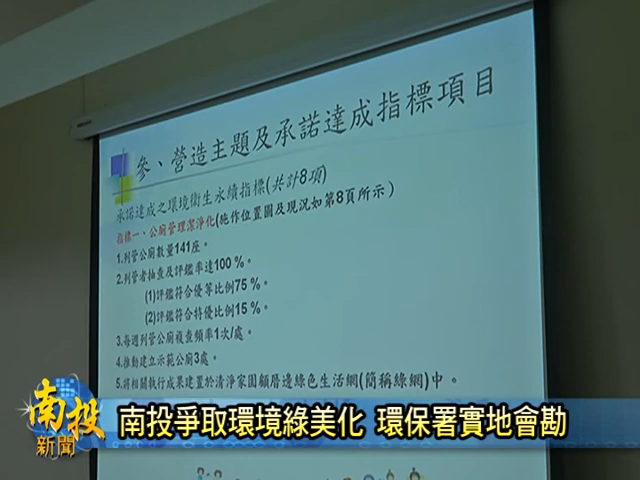 參、營造主題及承諾達成指標項目
承諾達成之環境衛生永續指標(共計8項)
指標一、公廁管理潔淨化(施作位置圖及現況如第8頁所示)
1.列管公廁數量141座。
2.列管者抽查及評鑑率達100%。
(1)評鑑符合優等比例75%。
(2)評鑑符合特優比例15%。
3.每週列管公廁複查頻率1次/處。
4.推動建立示範公廁3處。
5.將相關執行成果建置於清淨家園顧厝邊綠色生活網(簡稱綠網)中。
南投
新聞
南投爭取環境綠美化 環保署實地會勘